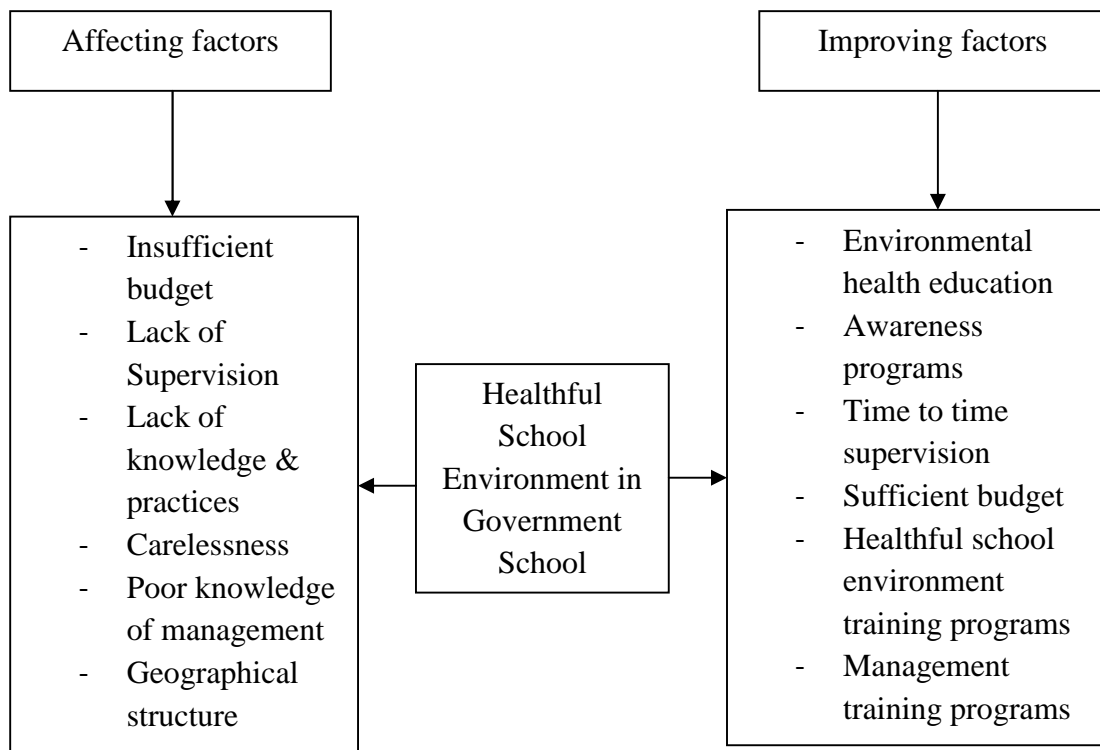 Affecting factors
Improving factors
- Insufficient
budget
- Lack of
Supervision
- Lack of
knowledge &
practices
- Carelessness
- Poor knowledge
of management
- Geographical
structure
Healthful
School
Environment in
Government
School
- Environmental
health education
- Awareness
programs
- Time to time
supervision
- Sufficient budget
- Healthful school
environment
training programs
- Management
training programs